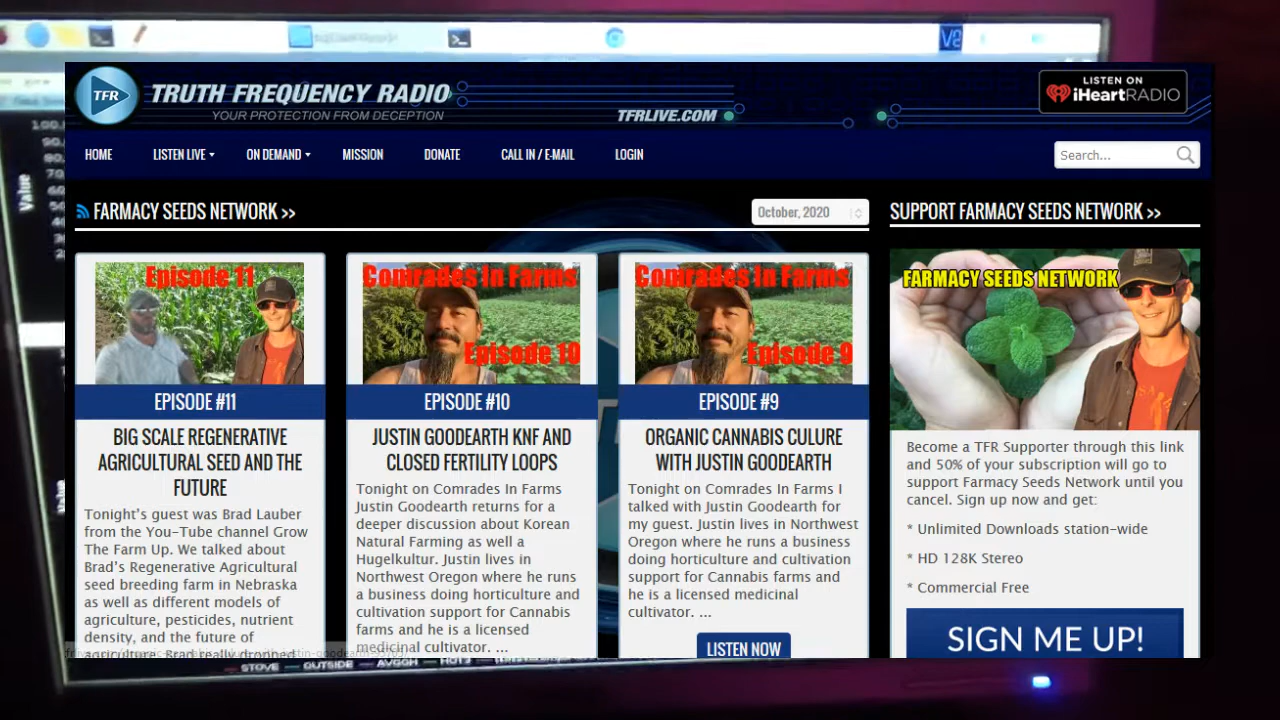 TFR
TRUTH FREQUENCY RADIO
YOUR PROTECTION FROM DECEPTION
TFRLIVE.COM
LISTEN ON
iHeartRADIO
HOME
LISTEN LIVE
ON DEMAND
MISSION
DONATE
CALL IN / E-MAIL
LOGIN
Search...
Value
FARMACY SEEDS NETWORK >>
October, 2020
Episode 11
EPISODE #11
BIG SCALE REGENERATIVE
AGRICULTURAL SEED AND THE
FUTURE
Tonight's guest was Brad Lauber
from the You-Tube channel Grow
The Farm Up. We talked about
Brad's Regenerative Agricultural
seed breeding farm in Nebraska
as well as different models of
agriculture, pesticides, nutrient
density, and the future of
agriculture. Brad really dropped
Comrades In Farms
Episode 10
EPISODE #10
JUSTIN GOODEARTH KNF AND
CLOSED FERTILITY LOOPS
Tonight on Comrades In Farms
Justin Goodearth returns for a
deeper discussion about Korean
Natural Farming as well a
Hugelkultur. Justin lives in
Northwest Oregon where he runs
a business doing horticulture and
cultivation support for Cannabis
farms and he is a licensed
medicinal cultivator. ...
Comrades In Farms
Episode 9
EPISODE #9
ORGANIC CANNABIS CULURE
WITH JUSTIN GOODEARTH
Tonight on Comrades In Farms I
talked with Justin Goodearth for
my guest. Justin lives in Northwest
Oregon where he runs a business
doing horticulture and cultivation
support for Cannabis farms and
he is a licensed medicinal
cultivator. ...
LISTEN NOW
SUPPORT FARMACY SEEDS NETWORK >>
FARMACY SEEDS NETWORK
Become a TFR Supporter through this link
and 50% of your subscription will go to
support Farmacy Seeds Network until you
cancel. Sign up now and get:
* Unlimited Downloads station-wide
* HD 128K Stereo
* Commercial Free
SIGN ME UP!
STOVE OUTSIDE AVGGH HOT2